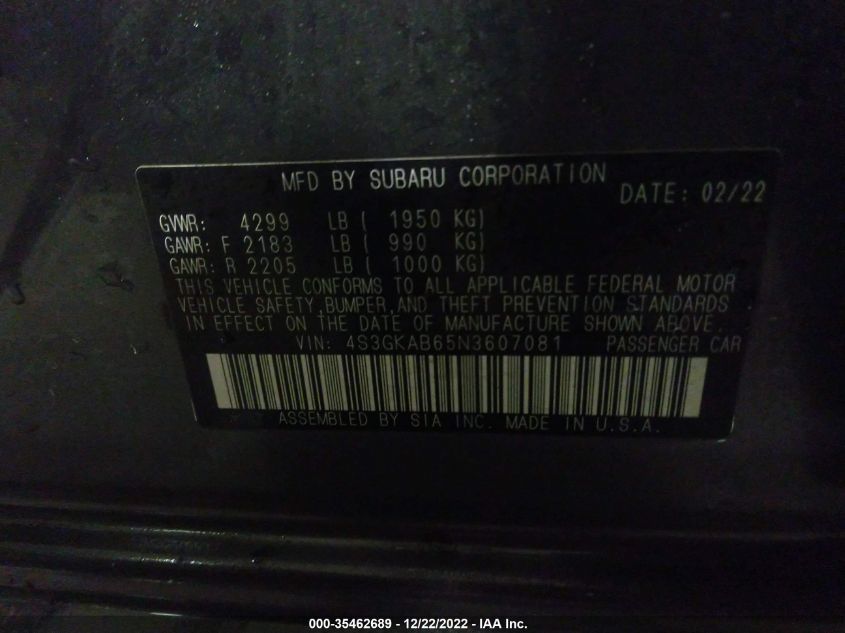 MFD BY SUBARU CORPORATION DATE: 02/22
GVWR: 4299 LB ( 1950 KG)
GAWR: F 2183 LB ( 990 KG)
GAWR: R 2205 LB ( 1000 KG)
THIS VEHICLE CONFORMS TO ALL APPLICABLE FEDERAL MOTOR
VEHICLE SAFETY,BUMPER,AND THEFT PREVENTION STANDARDS
IN EFFECT ON THE DATE OF MANUFACTURE SHOWN ABOVE.
VIN: 4S3GKAB65N3607081 PASSENGER CAR
ASSEMBLED BY SIA INC. MADE IN U.S.A.
000-35462689 - 12/22/2022 - IAA Inc.